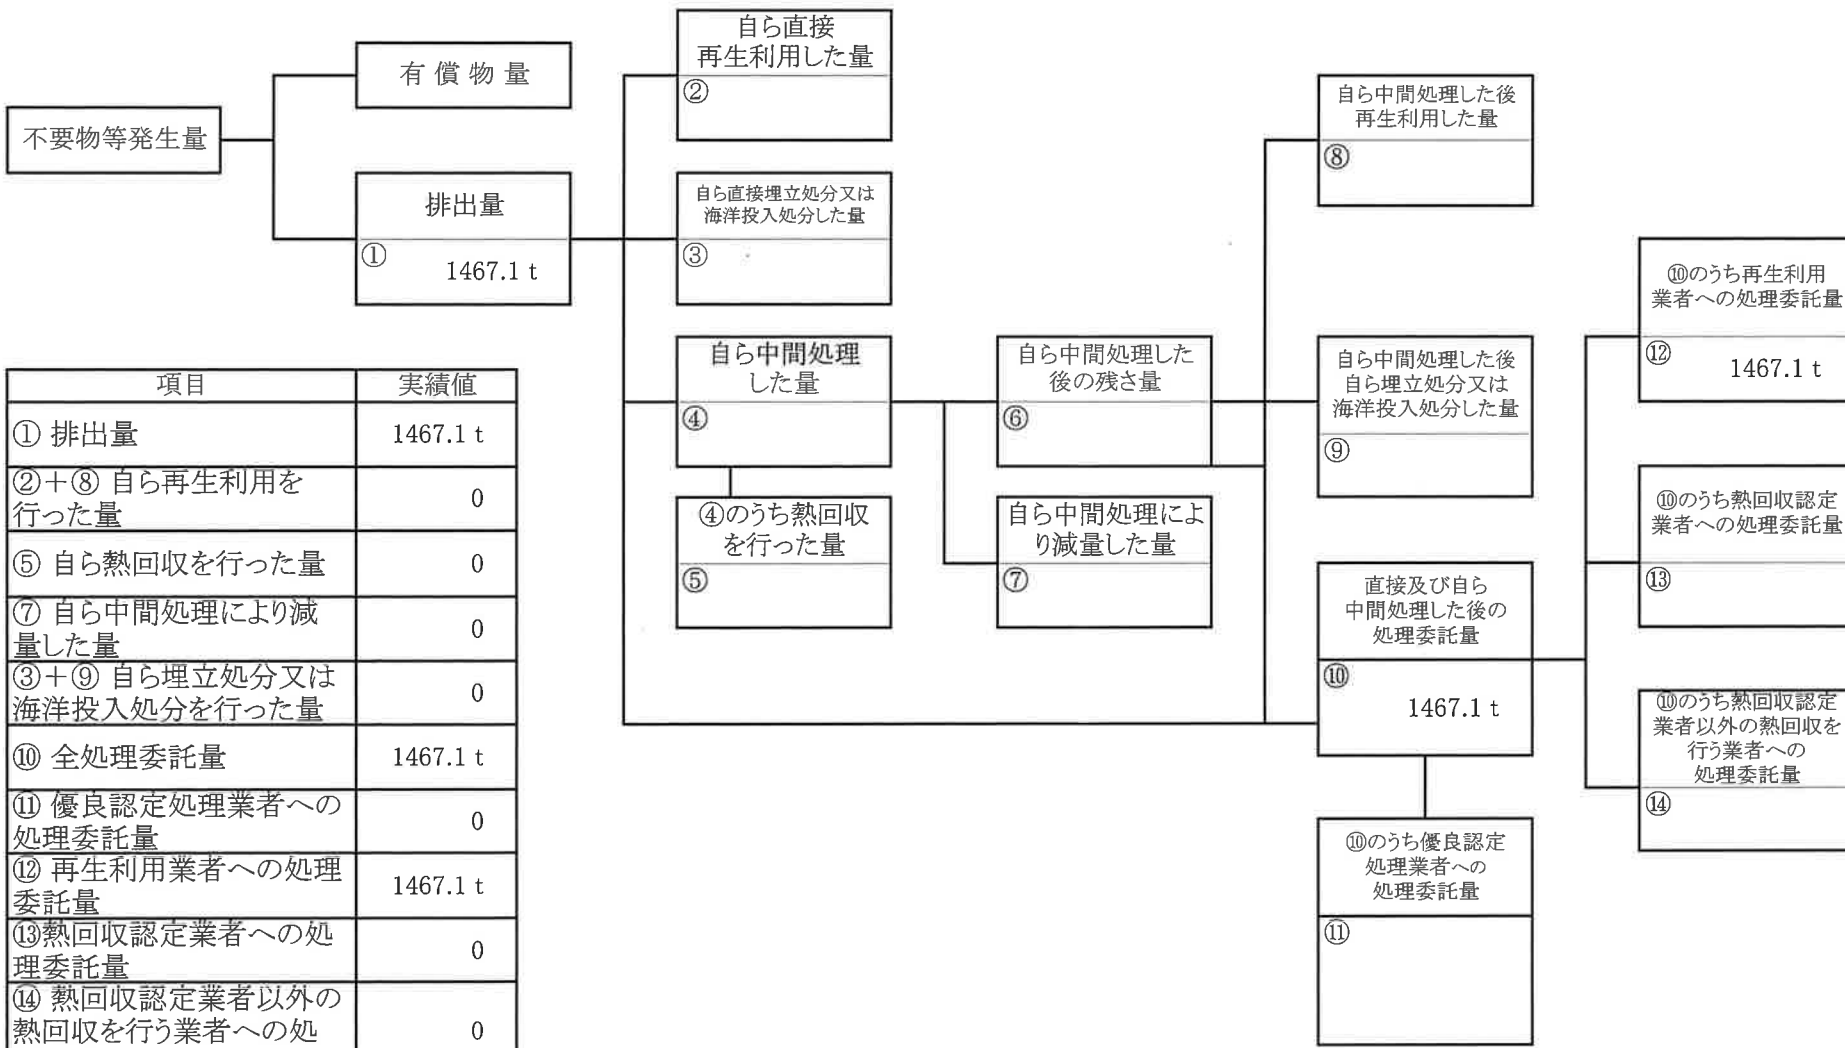 不要物等発生量
有償物量
排出量
①
1467.1 t
自ら直接
再生利用した量
②
自ら直接埋立処分又は
海洋投入処分した量
③
自ら中間処理
した量
④
④のうち熱回収
を行った量
⑤
自ら中間処理した
後の残さ量
⑥
自ら中間処理によ
り減量した量
⑦
自ら中間処理した後
再生利用した量
⑧
自ら中間処理した後
自ら埋立処分又は
海洋投入処分した量
⑨
直接及び自ら
中間処理した後の
処理委託量
⑩
1467.1 t
⑩のうち優良認定
処理業者への
処理委託量
⑪
⑩のうち再生利用
業者への処理委託量
⑫
1467.1 t
⑩のうち熱回収認定
業者への処理委託量
⑬
⑩のうち熱回収認定
業者以外の熱回収を
行う業者への
処理委託量
⑭
項目 実績値
① 排出量 1467.1 t
②＋⑧ 自ら再生利用を
行った量 0
⑤ 自ら熱回収を行った量 0
⑦ 自ら中間処理により減
量した量 0
③＋⑨ 自ら埋立処分又は
海洋投入処分を行った量 0
⑩ 全処理委託量 1467.1 t
⑪ 優良認定処理業者への
処理委託量 0
⑫ 再生利用業者への処理
委託量 1467.1 t
⑬熱回収認定業者への処
理委託量 0
⑭ 熱回収認定業者以外の
熱回収を行う業者への処 0